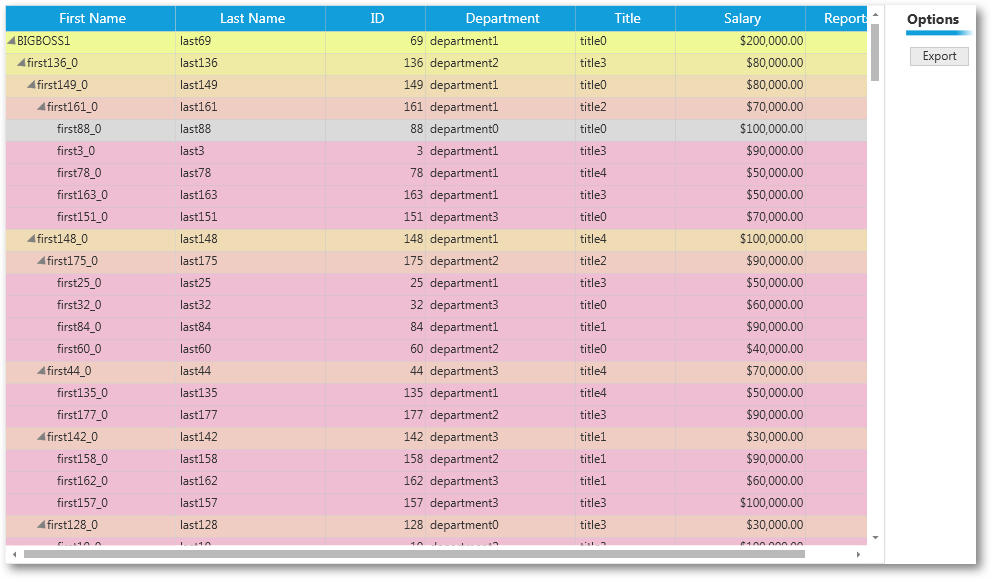 First Name Last Name ID Department Title Salary Reports Options
Export
BIGBOSS1 last69 69 department1 title0 $200,000.00
first136_0 last136 136 department2 title3 $80,000.00
first149_0 last149 149 department1 title0 $80,000.00
first161_0 last161 161 department1 title2 $70,000.00
first88_0 last88 88 department0 title0 $100,000.00
first3_0 last3 3 department1 title3 $90,000.00
first78_0 last78 78 department1 title4 $50,000.00
first163_0 last163 163 department1 title3 $50,000.00
first151_0 last151 151 department3 title0 $70,000.00
first148_0 last148 148 department1 title4 $100,000.00
first175_0 last175 175 department2 title2 $90,000.00
first25_0 last25 25 department1 title3 $50,000.00
first32_0 last32 32 department3 title0 $60,000.00
first84_0 last84 84 department1 title1 $90,000.00
first60_0 last60 60 department2 title0 $40,000.00
first44_0 last44 44 department3 title4 $70,000.00
first135_0 last135 135 department1 title4 $50,000.00
first177_0 last177 177 department2 title3 $90,000.00
first142_0 last142 142 department3 title1 $30,000.00
first158_0 last158 158 department2 title1 $90,000.00
first162_0 last162 162 department3 title1 $60,000.00
first157_0 last157 157 department3 title3 $100,000.00
first128_0 last128 128 department0 title3 $30,000.00